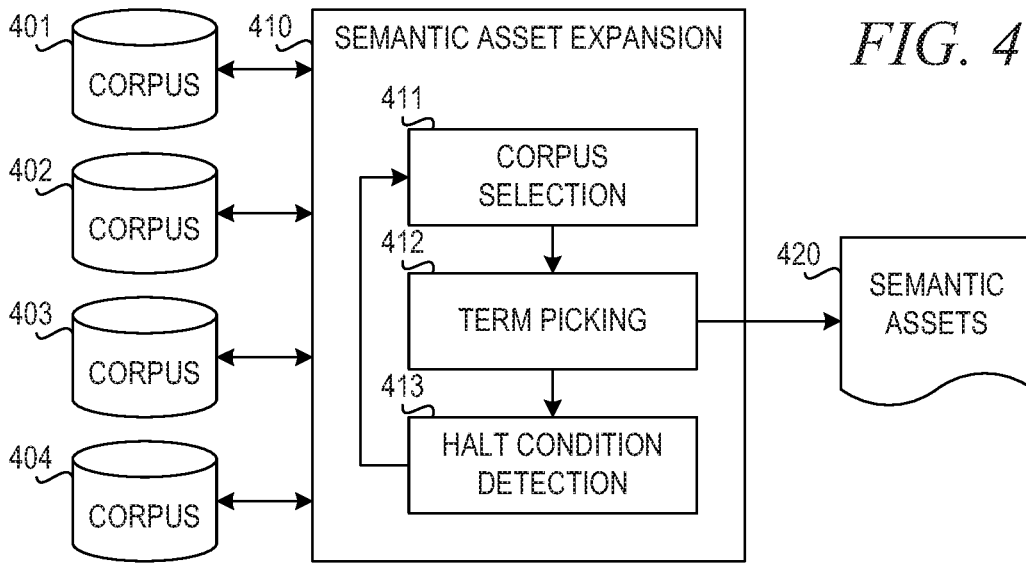 401
CORPUS
402
CORPUS
403
CORPUS
404
CORPUS
410
SEMANTIC ASSET EXPANSION
411
CORPUS
SELECTION
412
TERM PICKING
413
HALT CONDITION
DETECTION
FIG. 4
420
SEMANTIC
ASSETS